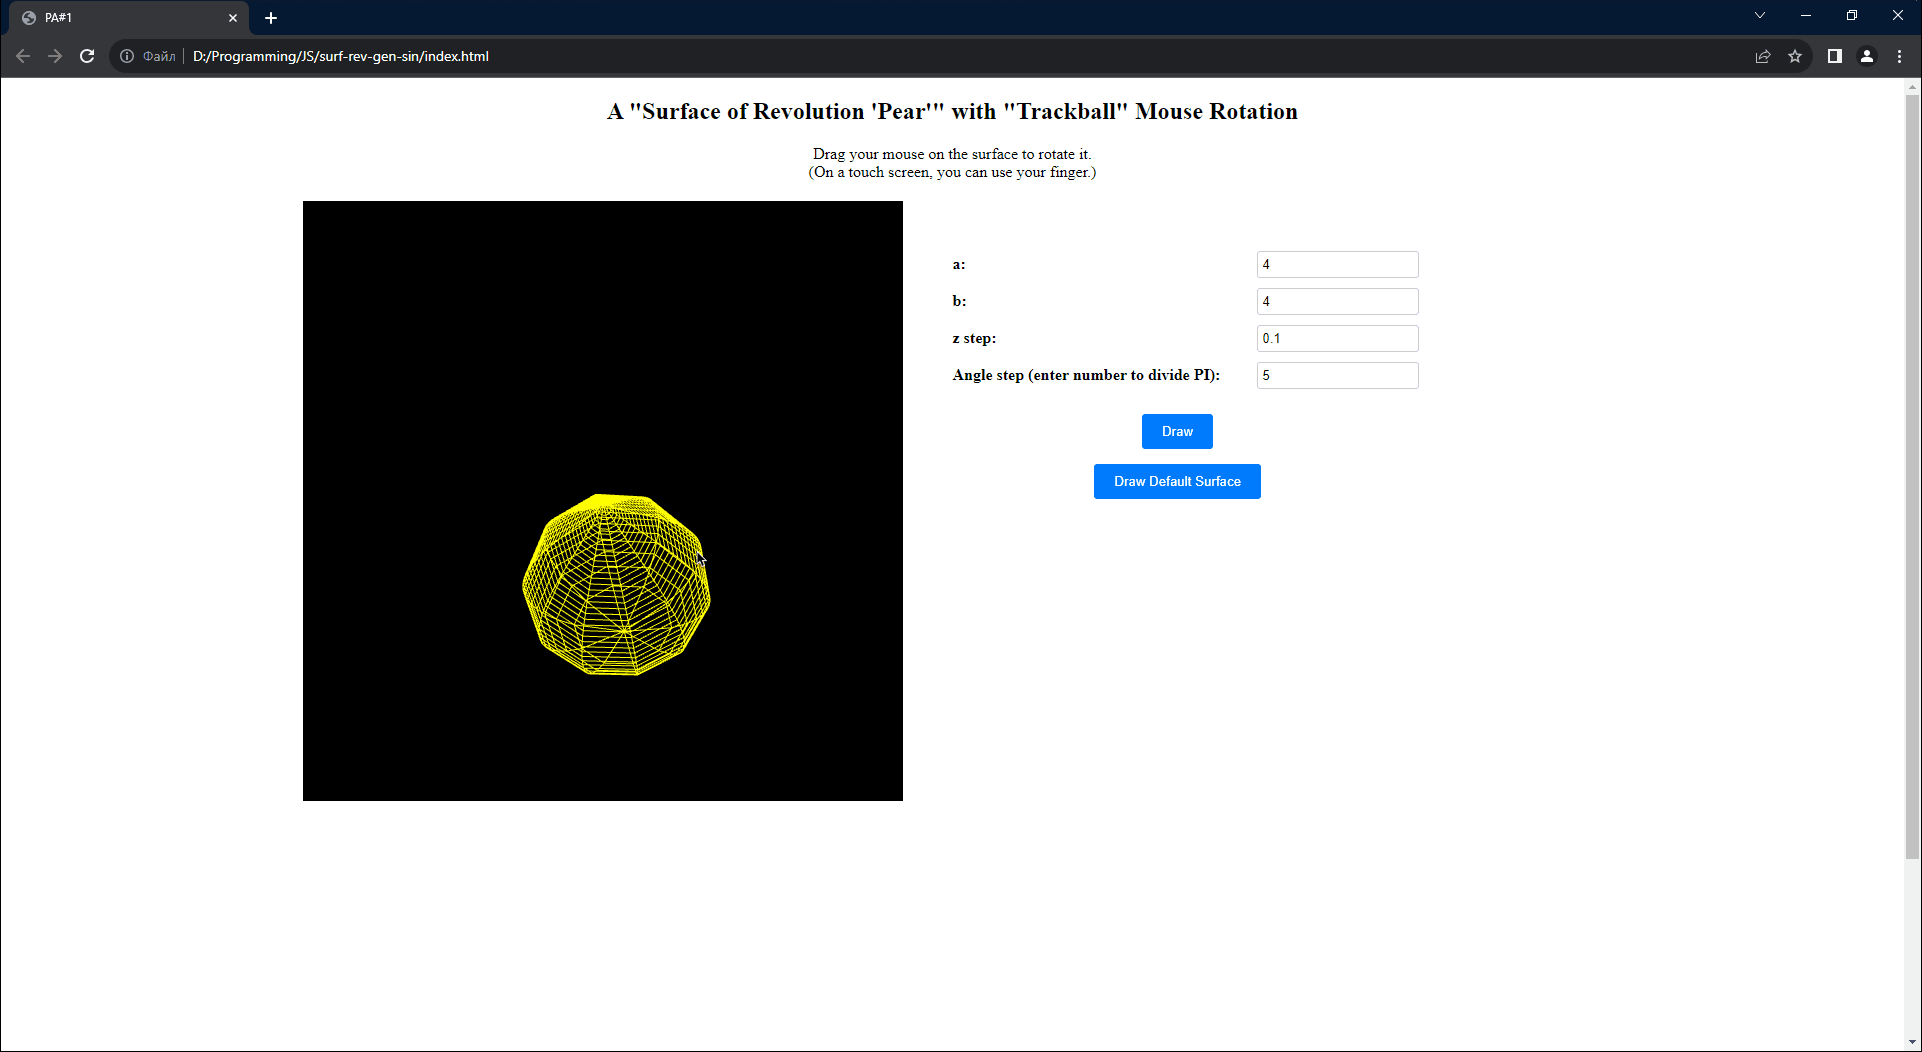 PA#1
Файл
D:/Programming/JS/surf-rev-gen-sin/index.html
A "Surface of Revolution 'Pear'" with "Trackball" Mouse Rotation
Drag your mouse on the surface to rotate it.
(On a touch screen, you can use your finger.)
a:
4
b:
4
z step:
0.1
Angle step (enter number to divide PI):
5
Draw
Draw Default Surface